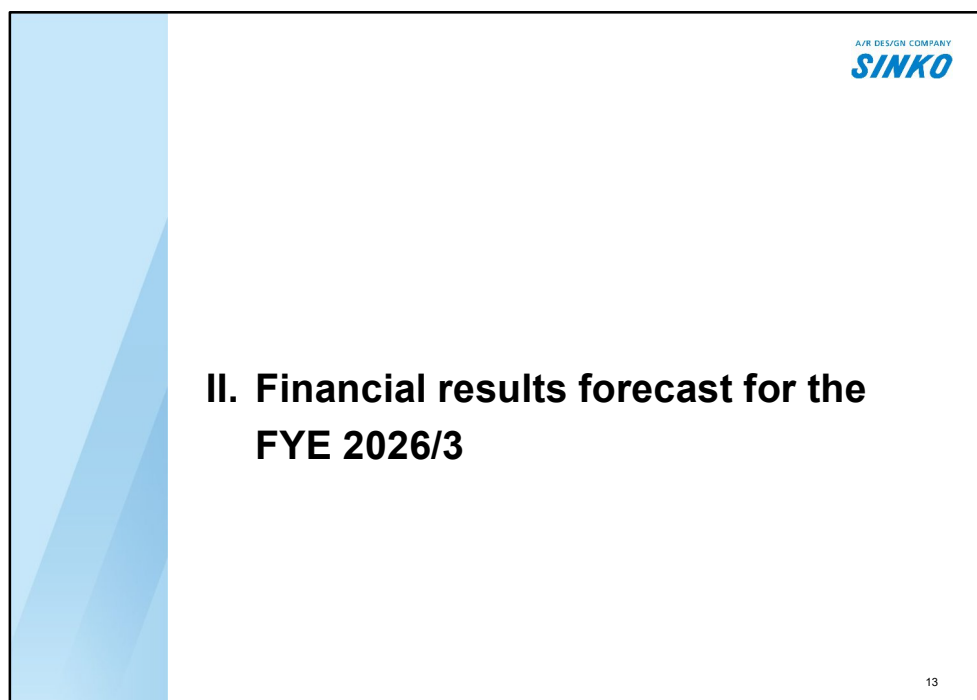 A/R DES/GN COMPANY
SINKO
II. Financial results forecast for the
FYE 2026/3
13